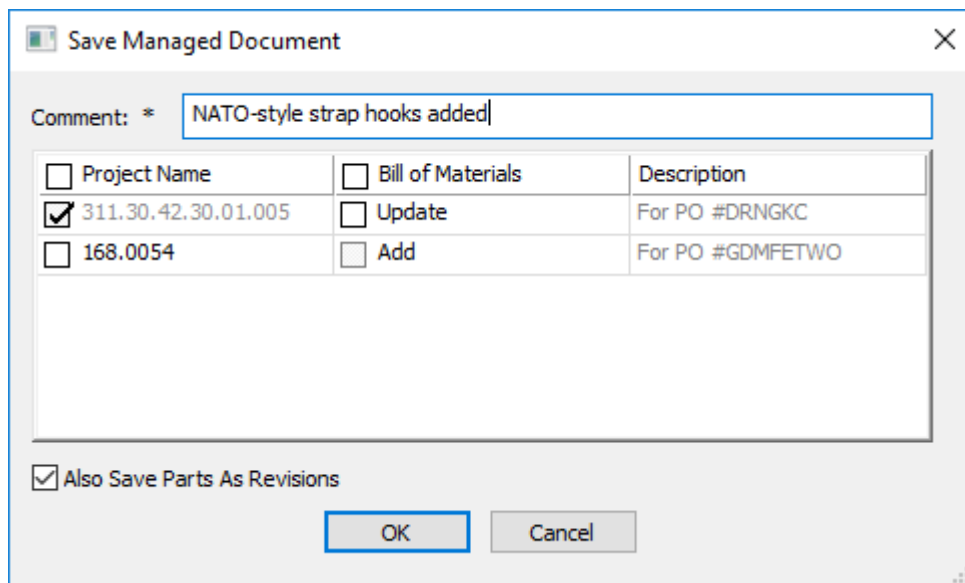 Save Managed Document
Comment: * NATO-style strap hooks added
Project Name Bill of Materials Description
311.30.42.30.01.005 Update For PO #DRNGKC
168.0054 Add For PO #GDMFETWO
Also Save Parts As Revisions
OK Cancel